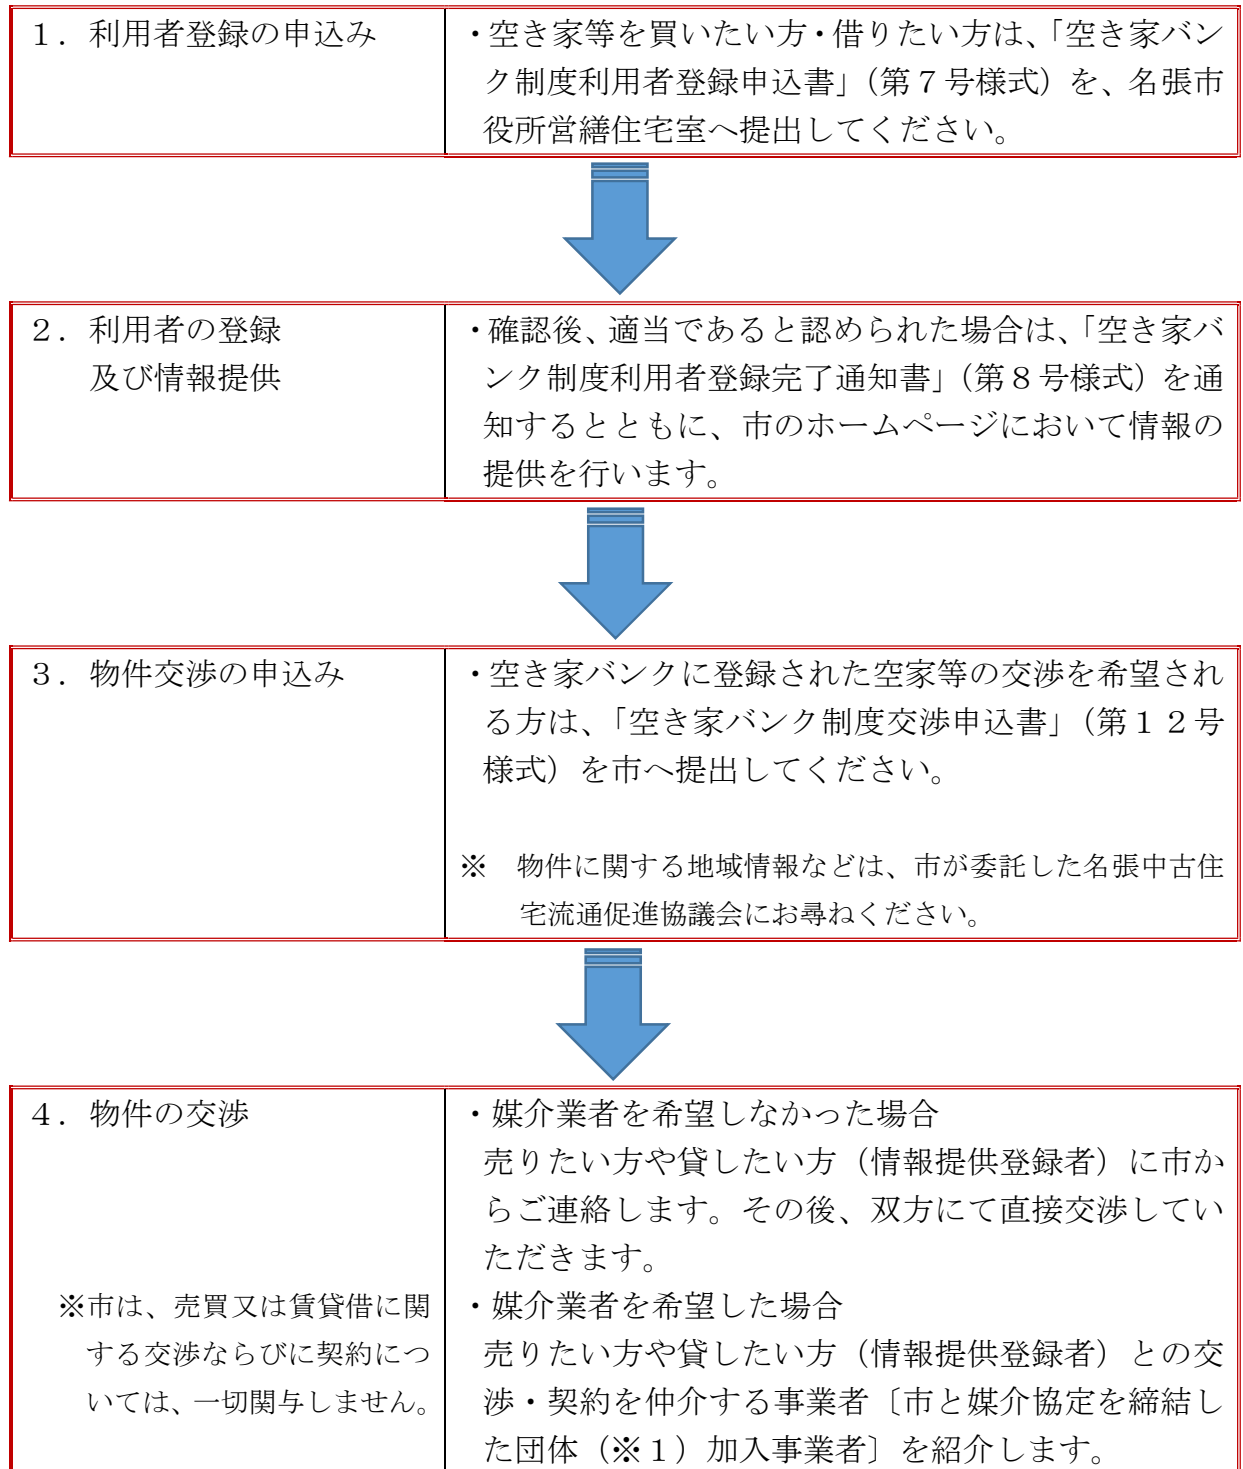 １．利用者登録の申込み
・空き家等を買いたい方・借りたい方は、「空き家バン
ク制度利用者登録申込書」（第７号様式）を、名張市
役所営繕住宅室へ提出してください。
２．利用者の登録
及び情報提供
・確認後、適当であると認められた場合は、「空き家バ
ンク制度利用者登録完了通知書」（第８号様式）を通
知するとともに、市のホームページにおいて情報の
提供を行います。
３．物件交渉の申込み
・空き家バンクに登録された空家等の交渉を希望され
る方は、「空き家バンク制度交渉申込書」（第１２号
様式）を市へ提出してください。
※　物件に関する地域情報などは、市が委託した名張中古住
宅流通促進協議会にお尋ねください。
４．物件の交渉
※市は、売買又は賃貸借に関
する交渉ならびに契約につ
いては、一切関与しません。
・媒介業者を希望しなかった場合
売りたい方や貸したい方（情報提供登録者）に市か
らご連絡します。その後、双方にて直接交渉してい
ただきます。
・媒介業者を希望した場合
売りたい方や貸したい方（情報提供登録者）との交
渉・契約を仲介する事業者〔市と媒介協定を締結し
た団体（※１）加入事業者〕を紹介します。